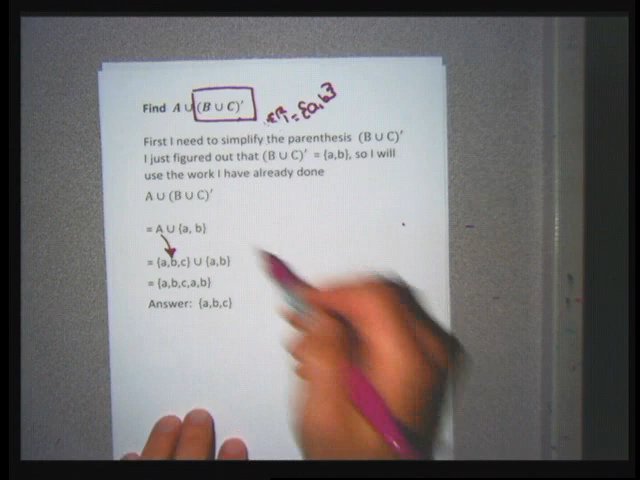 Find A ∪ (B ∪ C)′
= {a,b}
First I need to simplify the parenthesis (B ∪ C)′
I just figured out that (B ∪ C)′ = {a,b}, so I will
use the work I have already done
A ∪ (B ∪ C)′
= A ∪ {a, b}
= {a,b,c} ∪ {a,b}
= {a,b,c,a,b}
Answer: {a,b,c}